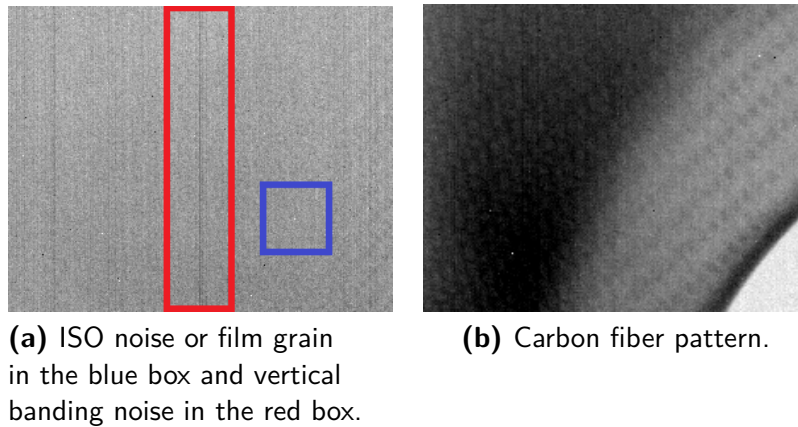 (a) ISO noise or film grain
in the blue box and vertical
banding noise in the red box.
(b) Carbon fiber pattern.